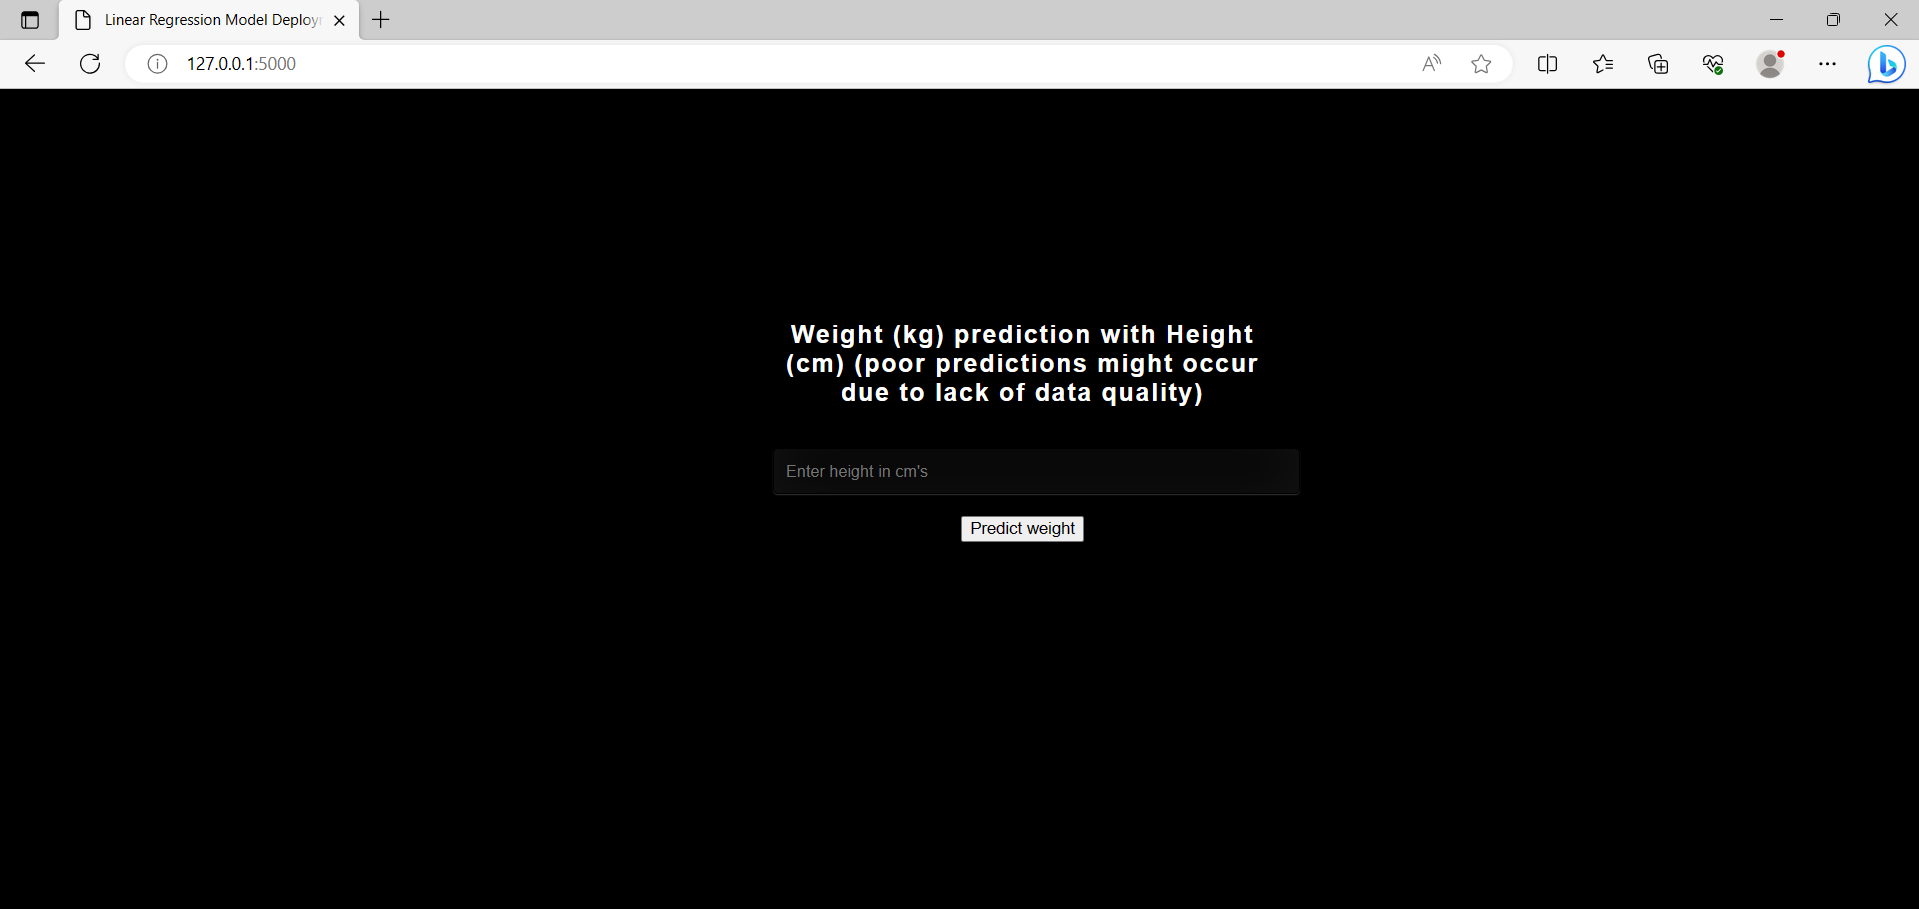 Linear Regression Model Deploy
127.0.0.1:5000
Weight (kg) prediction with Height
(cm) (poor predictions might occur
due to lack of data quality)
Enter height in cm's
Predict weight